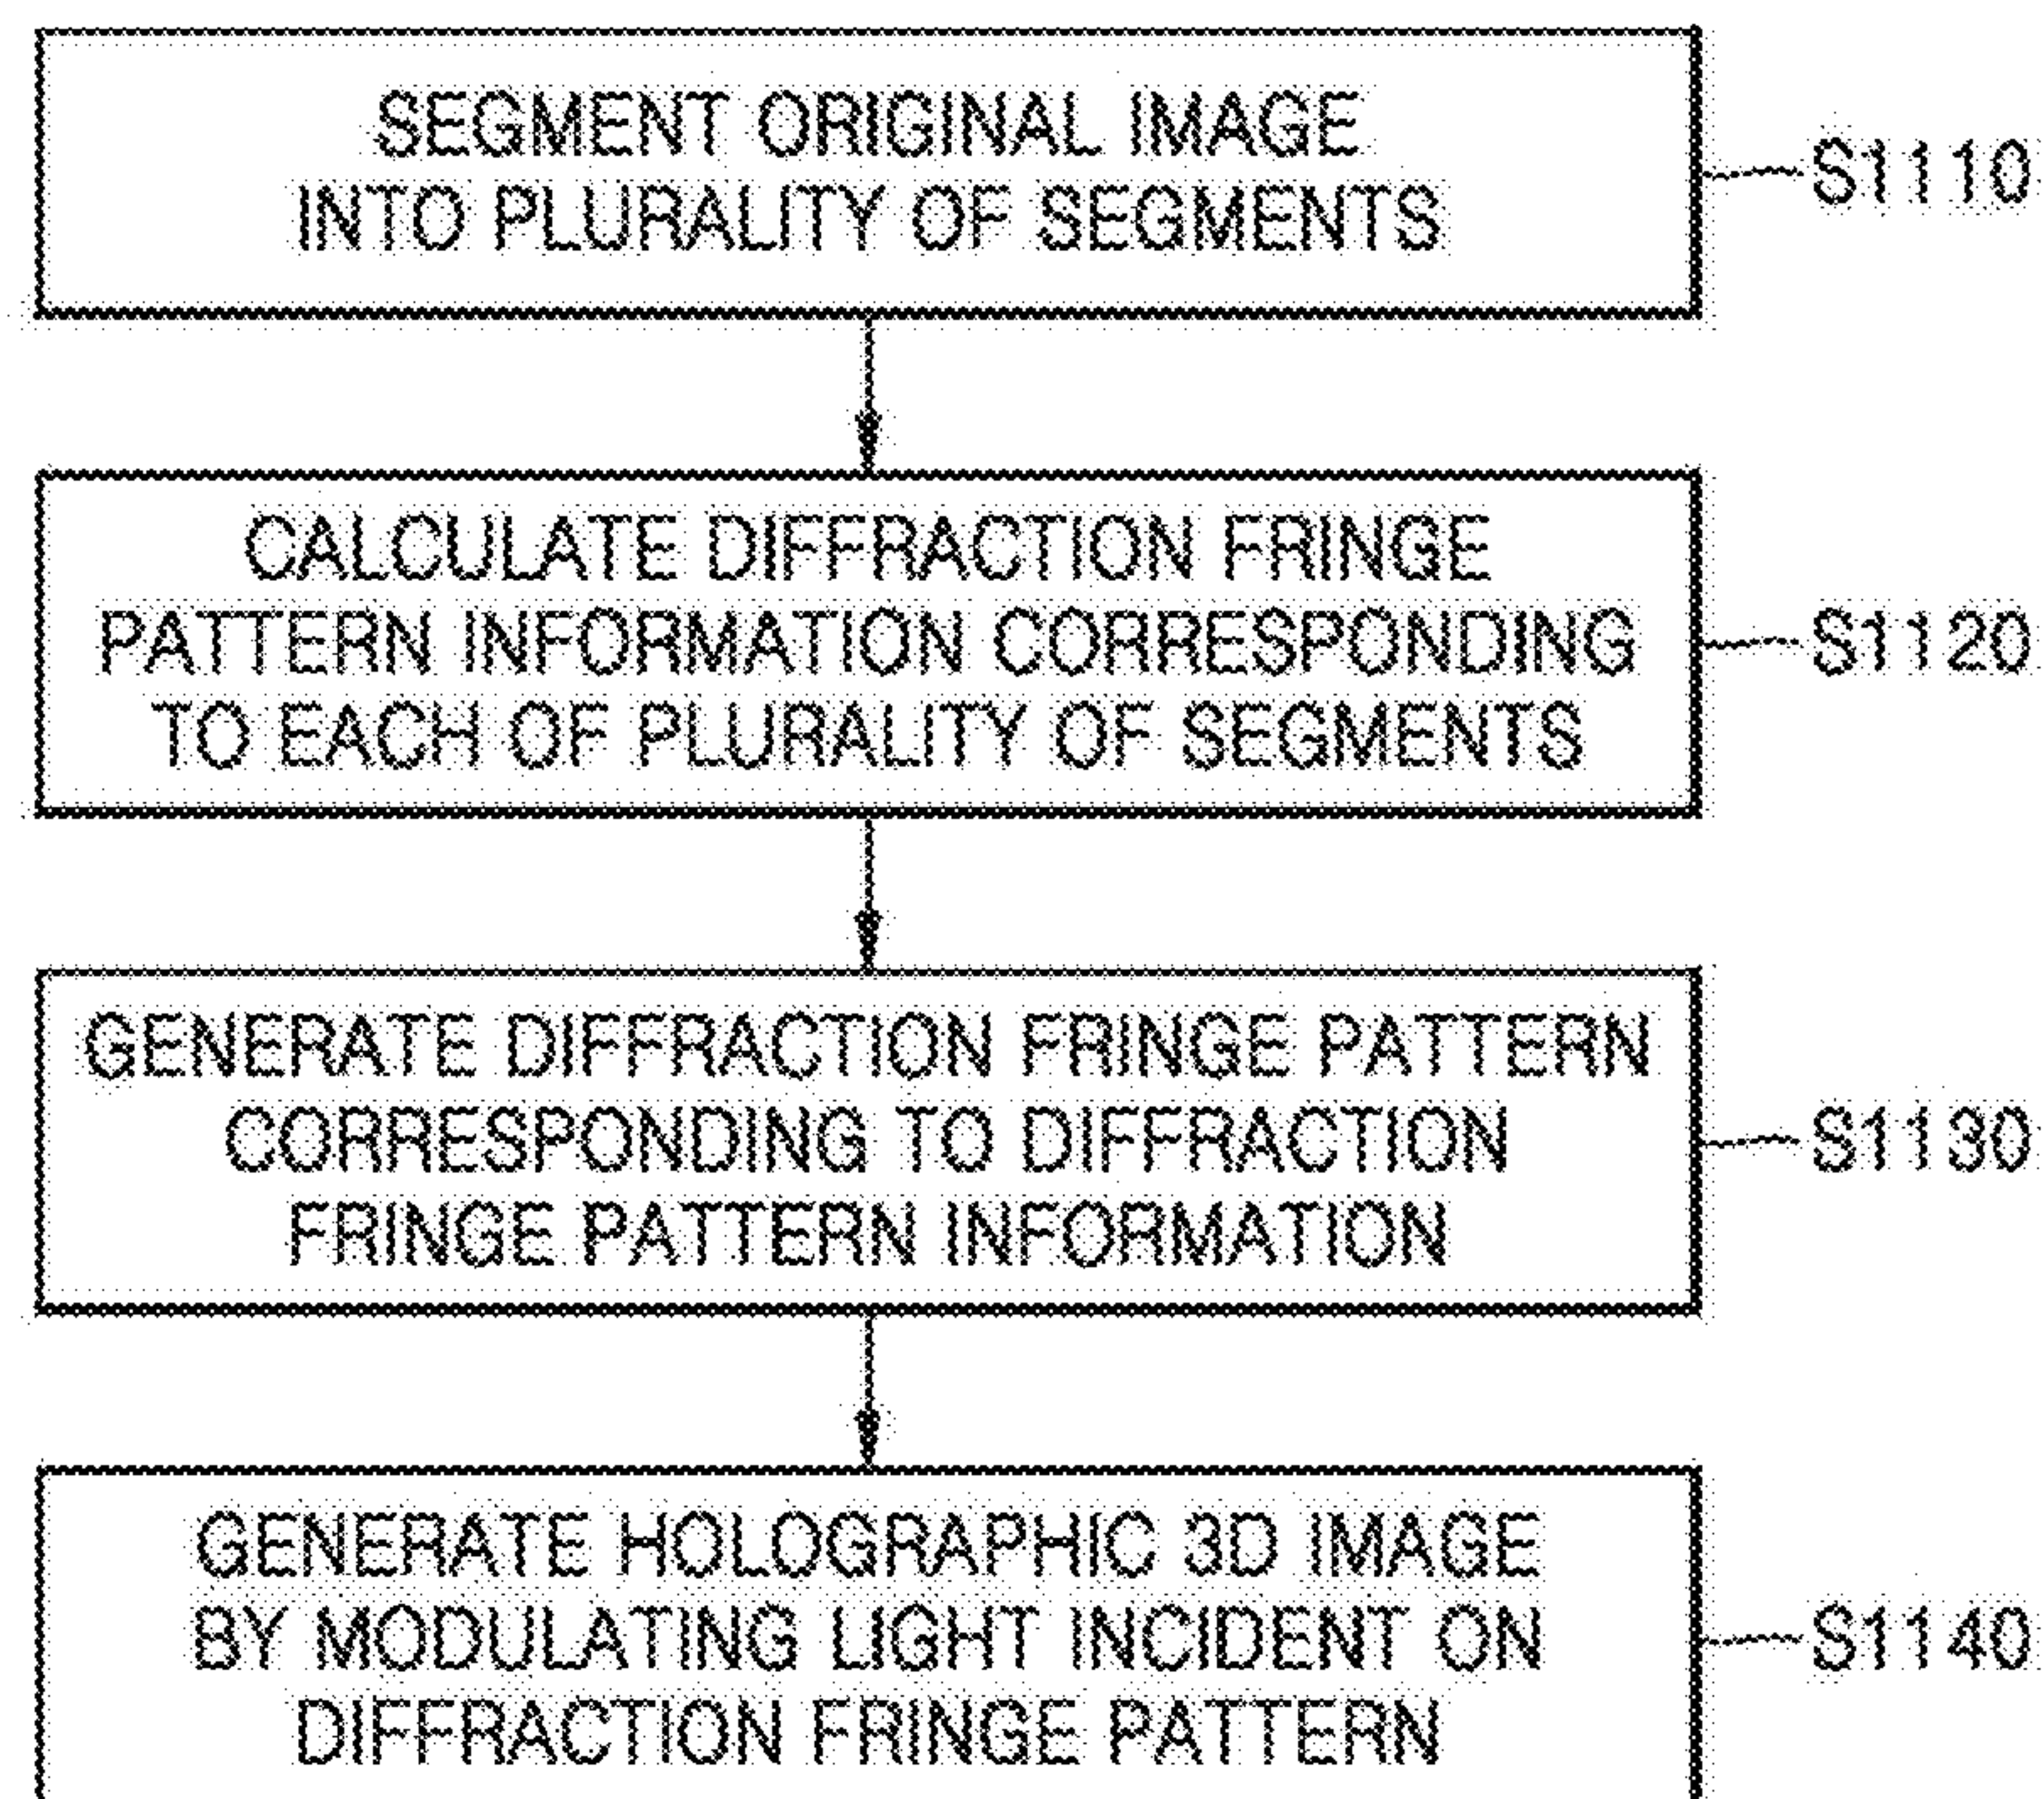 SEGMENT ORIGINAL IMAGE
INTO PLURALITY OF SEGMENTS
S1110
CALCULATE DIFFRACTION FRINGE
PATTERN INFORMATION CORRESPONDING
TO EACH OF PLURALITY OF SEGMENTS
S1120
GENERATE DIFFRACTION FRINGE PATTERN
CORRESPONDING TO DIFFRACTION
FRINGE PATTERN INFORMATION
S1130
GENERATE HOLOGRAPHIC 3D IMAGE
BY MODULATING LIGHT INCIDENT ON
DIFFRACTION FRINGE PATTERN
S1140